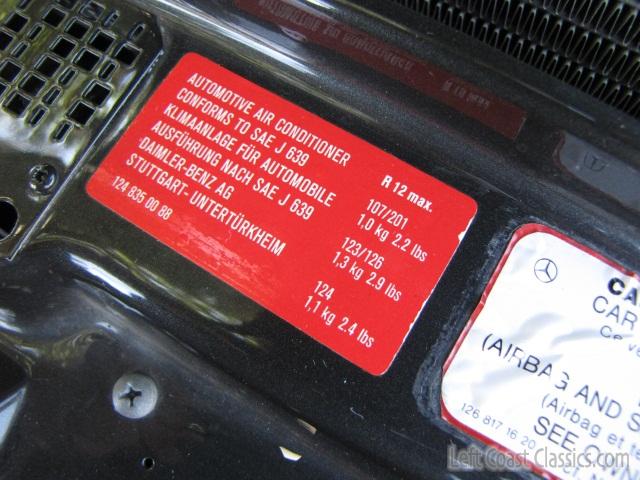 AUTOMOTIVE AIR CONDITIONER
CONFORMS TO SAE J 639
KLIMAANLAGE FÜR AUTOMOBILE
AUSFÜHRUNG NACH SAE J 639
DAIMLER-BENZ AG
STUTTGART- UNTERTÜRKHEIM
124 835 00 88
R 12 max.
107/201
1,0 kg 2.2 lbs
123/126
1,3 kg 2.9 lbs
124
1,1 kg 2.4 lbs
CAR
(AIRBAG AND
(Airbag et
SEE
126 817 16 20
Left Coast Classics.com